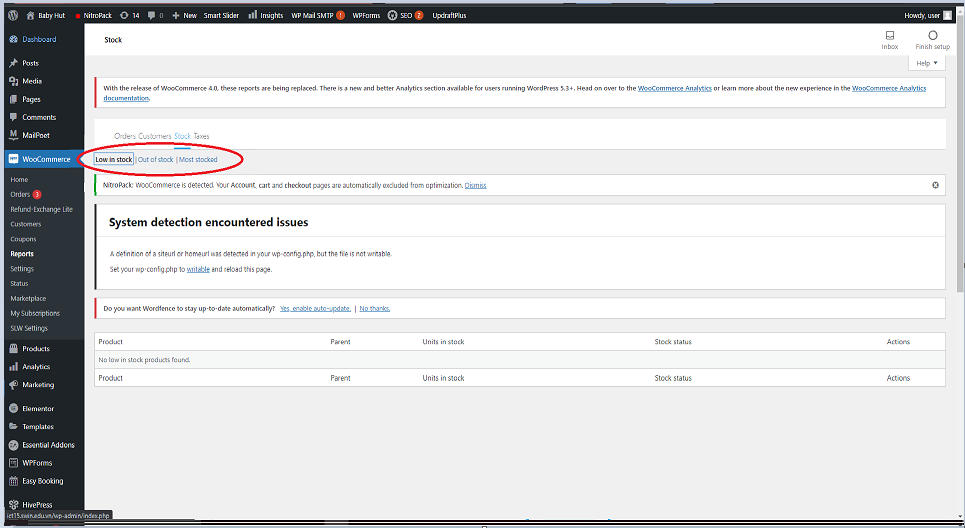 Baby Hut NitroPack 14 0 New Smart Slider Insights WP Mail SMTP ! WPForms SEO 2 UpdraftPlus Howdy, user
Dashboard
Posts
Media
Pages
Comments
MailPoet
WooCommerce
Home
Orders 3
Refund-Exchange Lite
Customers
Coupons
Reports
Settings
Status
Marketplace
My Subscriptions
SLW Settings
Products
Analytics
Marketing
Elementor
Templates
Essential Addons
WPForms
Easy Booking
HivePress
ict15.swin.edu.vn/wp-admin/index.php
Stock
Inbox Finish setup
Help ▼
With the release of WooCommerce 4.0, these reports are being replaced. There is a new and better Analytics section available for users running WordPress 5.3+. Head on over to the WooCommerce Analytics or learn more about the new experience in the WooCommerce Analytics
documentation.
Orders Customers Stock Taxes
Low in stock | Out of stock | Most stocked
NitroPack: WooCommerce is detected. Your Account, cart and checkout pages are automatically excluded from optimization. Dismiss
System detection encountered issues
A definition of a siteurl or homeurl was detected in your wp-config.php, but the file is not writable.
Set your wp-config.php to writable and reload this page.
Do you want Wordfence to stay up-to-date automatically? Yes, enable auto-update. | No thanks.
Product Parent Units in stock Stock status Actions
No low in stock products found.
Product Parent Units in stock Stock status Actions